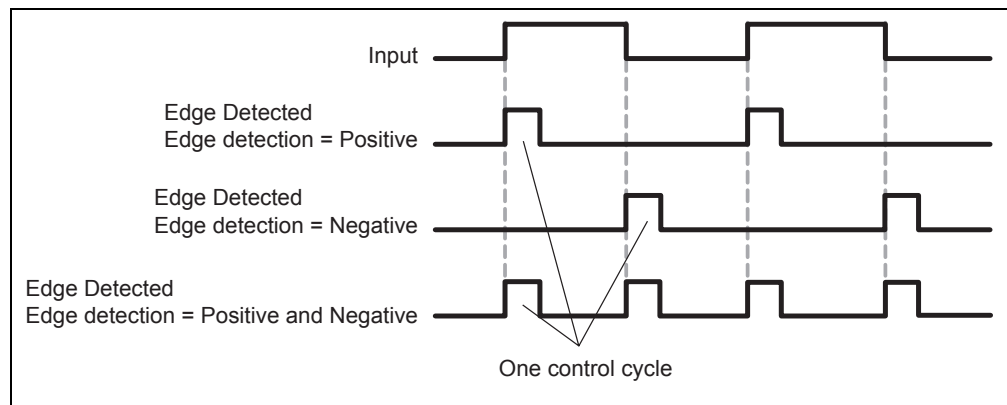 Input
Edge Detected
Edge detection = Positive
Edge Detected
Edge detection = Negative
Edge Detected
Edge detection = Positive and Negative
One control cycle